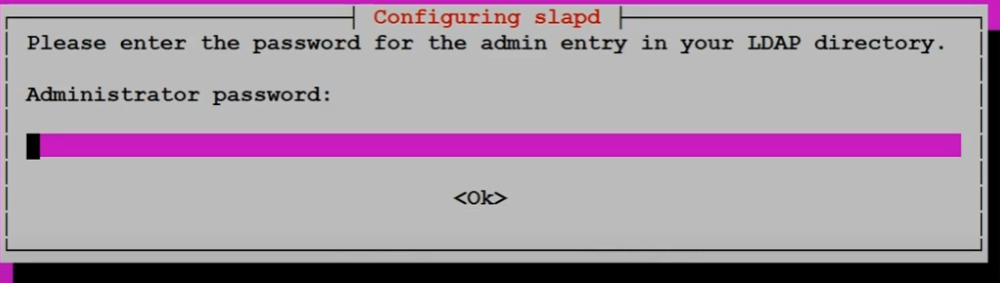 Configuring slapd
Please enter the password for the admin entry in your LDAP directory.
Administrator password:
<Ok>